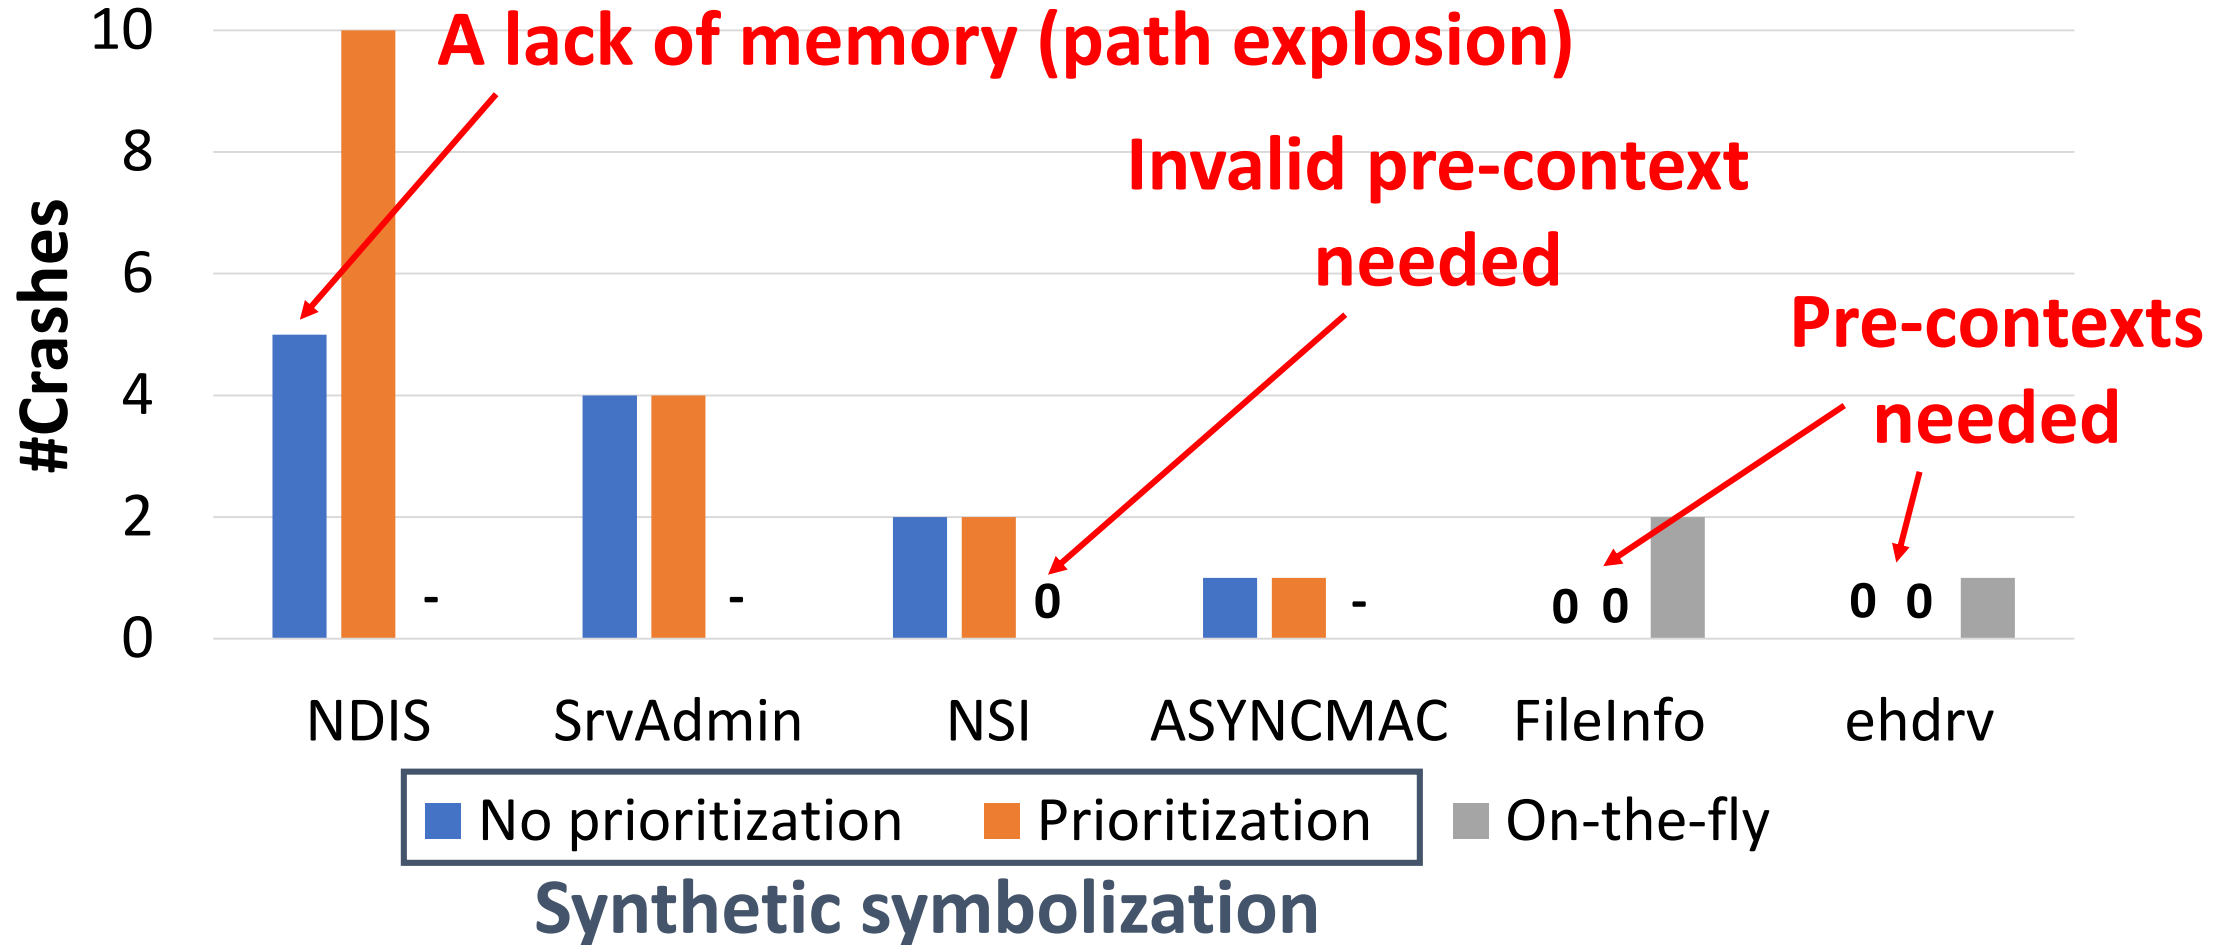 10
A lack of memory (path explosion)
8
Invalid pre-context
needed
6
Pre-contexts
needed
4
2
0
#Crashes
-
-
0
-
0 0
0 0
NDIS
SrvAdmin
NSI
ASYNCMAC
FileInfo
ehdrv
No prioritization
Prioritization
On-the-fly
Synthetic symbolization